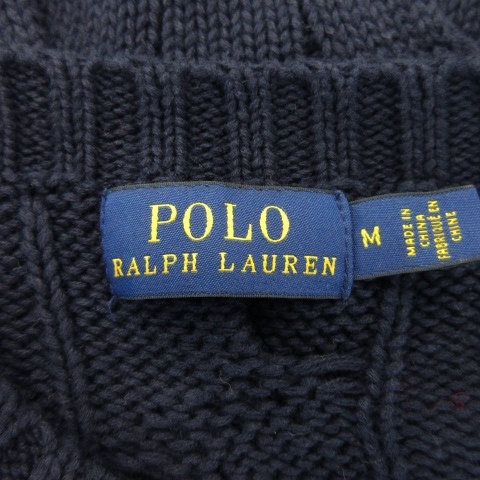 POLO
RALPH LAUREN
M
MADE IN
CHINA
FABRIQUÉ EN
CHINE